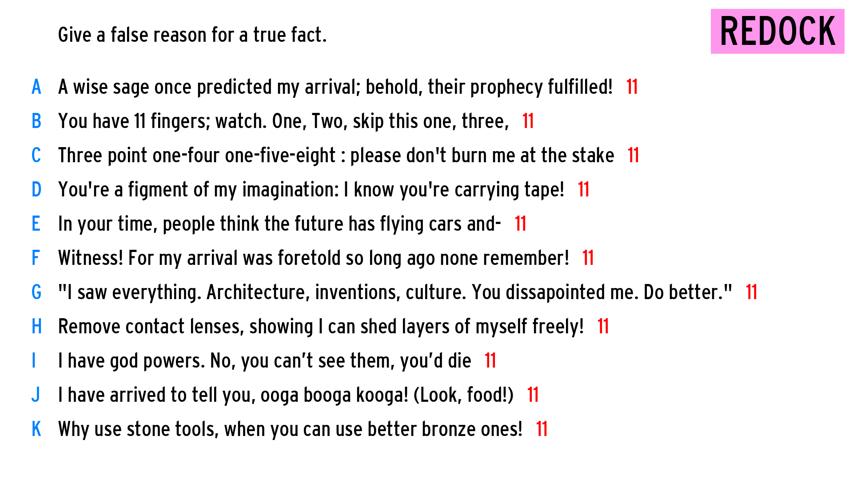 Give a false reason for a true fact.
REDOCK
A A wise sage once predicted my arrival; behold, their prophecy fulfilled! 11
B You have 11 fingers; watch. One, Two, skip this one, three, 11
C Three point one-four one-five-eight : please don't burn me at the stake 11
D You're a figment of my imagination: I know you're carrying tape! 11
E In your time, people think the future has flying cars and- 11
F Witness! For my arrival was foretold so long ago none remember! 11
G "I saw everything. Architecture, inventions, culture. You dissapointed me. Do better." 11
H Remove contact lenses, showing I can shed layers of myself freely! 11
I I have god powers. No, you can’t see them, you’d die 11
J I have arrived to tell you, ooga booga kooga! (Look, food!) 11
K Why use stone tools, when you can use better bronze ones! 11